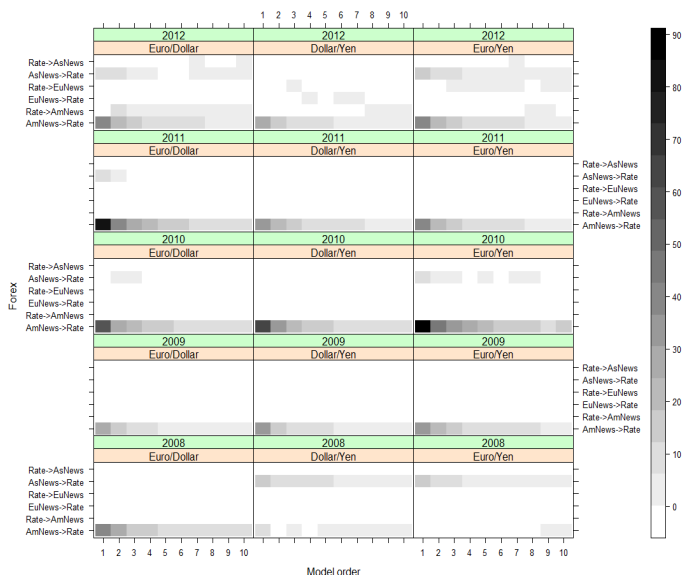 1 2 3 4 5 6 7 8 9 10
2012 2012 2012
Euro/Dollar Dollar/Yen Euro/Yen
Rate->AsNews
AsNews->Rate
Rate->EuNews
EuNews->Rate
Rate->AmNews
AmNews->Rate
2011 2011 2011
Euro/Dollar Dollar/Yen Euro/Yen
Rate->AsNews
AsNews->Rate
Rate->EuNews
EuNews->Rate
Rate->AmNews
AmNews->Rate
2010 2010 2010
Euro/Dollar Dollar/Yen Euro/Yen
Rate->AsNews
AsNews->Rate
Rate->EuNews
EuNews->Rate
Rate->AmNews
AmNews->Rate
2009 2009 2009
Euro/Dollar Dollar/Yen Euro/Yen
Rate->AsNews
AsNews->Rate
Rate->EuNews
EuNews->Rate
Rate->AmNews
AmNews->Rate
2008 2008 2008
Euro/Dollar Dollar/Yen Euro/Yen
Rate->AsNews
AsNews->Rate
Rate->EuNews
EuNews->Rate
Rate->AmNews
AmNews->Rate
1 2 3 4 5 6 7 8 9 10 1 2 3 4 5 6 7 8 9 10
Model order
Forex
90
80
70
60
50
40
30
20
10
0